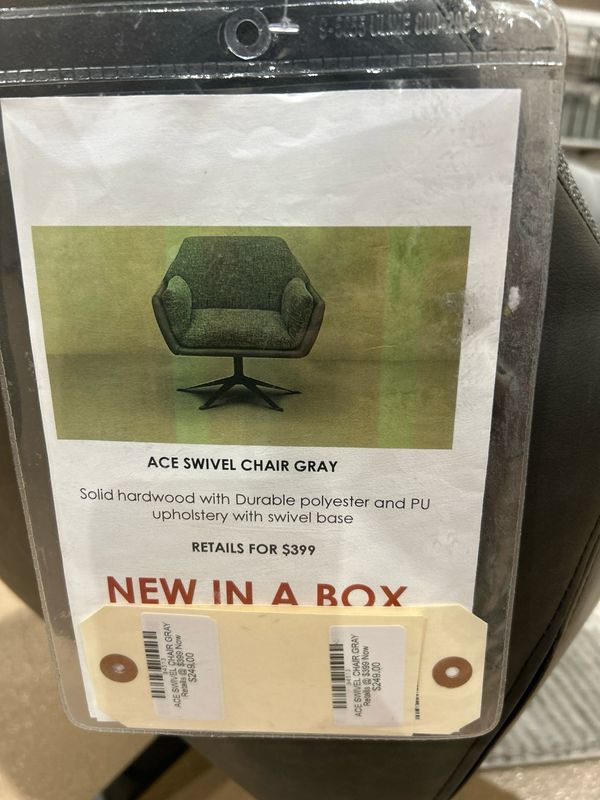 ACE SWIVEL CHAIR GRAY
Solid hardwood with Durable polyester and PU
upholstery with swivel base
RETAILS FOR $399
NEW IN A BOX
ACE SWIVEL CHAIR GRAY
Retails @ $399 Now
$249.00
ACE SWIVEL CHAIR GRAY
Retails @ $399 Now
$249.00